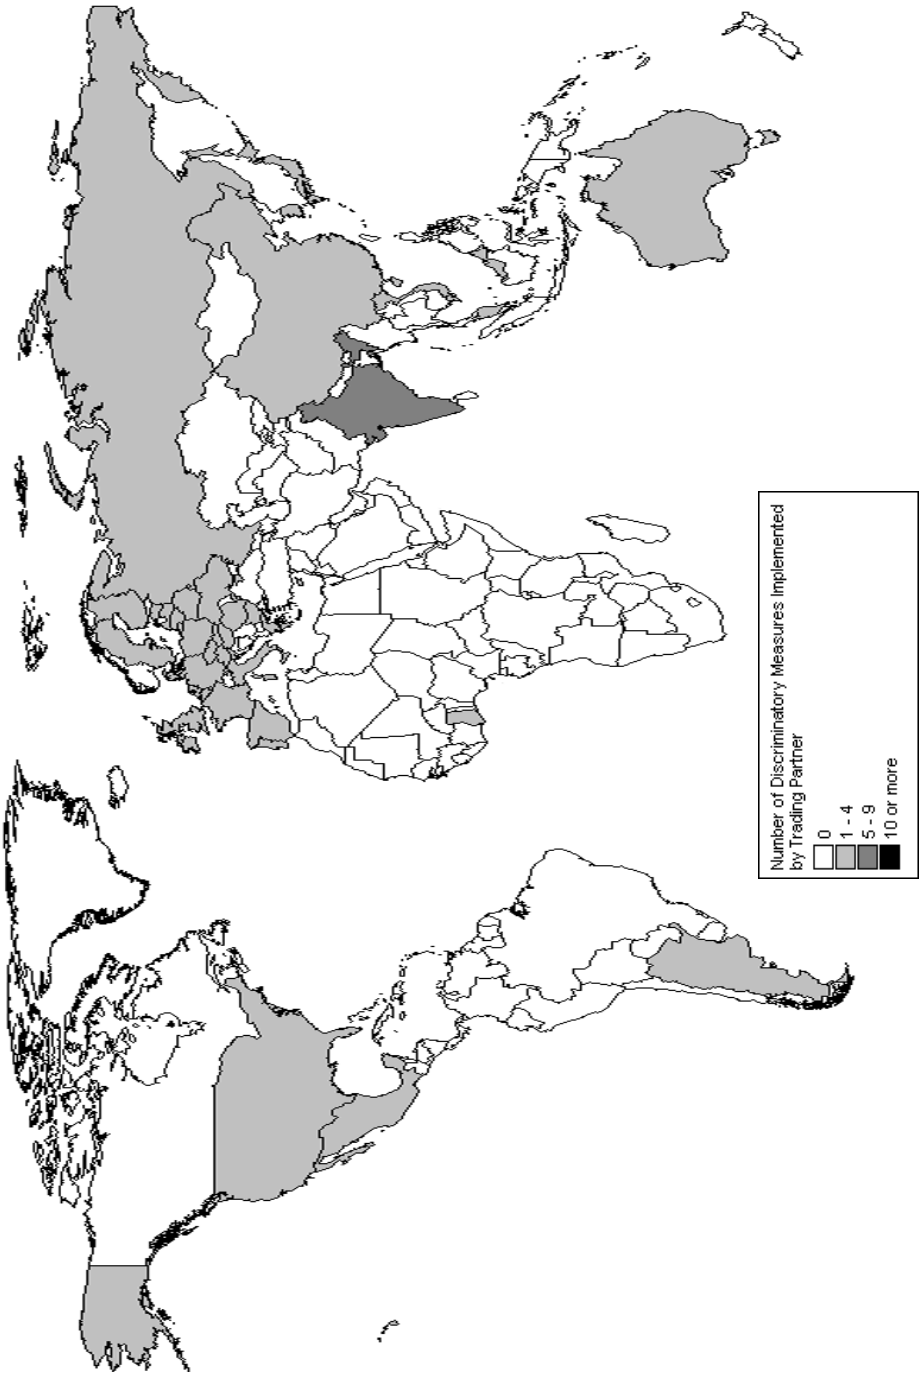 Number of Discriminatory Measures Implemented
by Trading Partner
0
1 - 4
5 - 9
10 or more